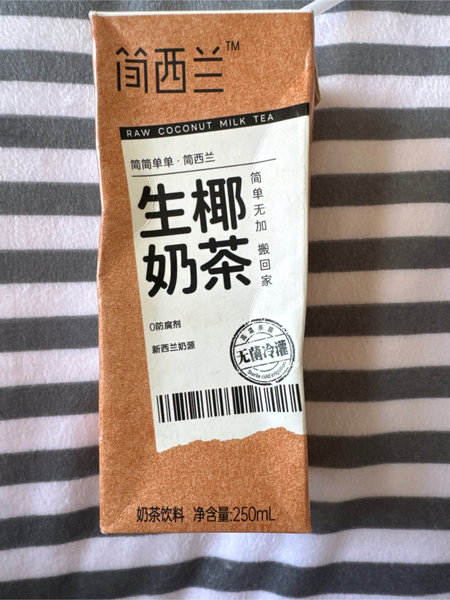 简西兰™
RAW COCONUT MILK TEA
简简单单·简西兰
生椰
奶茶
简单无加 搬回家
0防腐剂
新西兰奶源
无菌冷灌
奶茶饮料 净含量:250mL